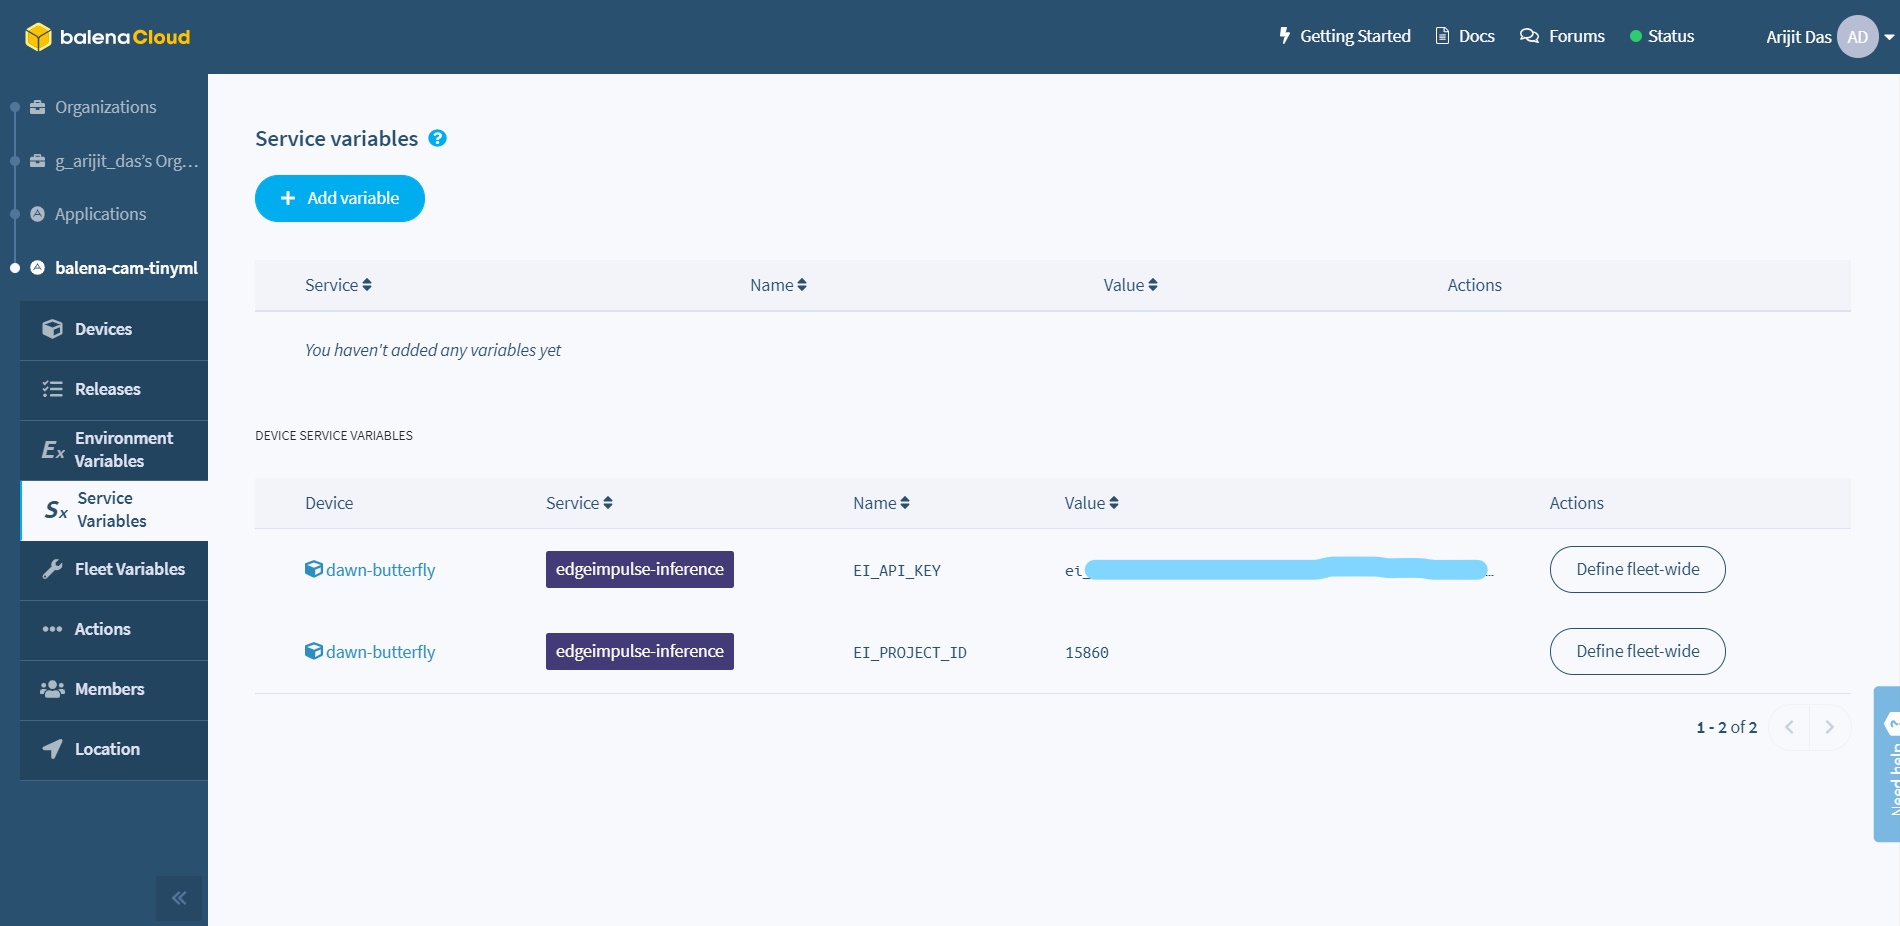 balenaCloud
Getting Started
Docs
Forums
Status
Arijit Das
AD
Organizations
g_arijit_das's Org...
Applications
balena-cam-tinyml
Devices
Releases
Ex
Environment
Variables
Sx
Service
Variables
Fleet Variables
Actions
Members
Location
Service variables ?
+ Add variable
Service Name Value Actions
You haven't added any variables yet
DEVICE SERVICE VARIABLES
Device Service Name Value Actions
dawn-butterfly edgeimpulse-inference EI_API_KEY ei_ … Define fleet-wide
dawn-butterfly edgeimpulse-inference EI_PROJECT_ID 15860 Define fleet-wide
1 - 2 of 2
Need help